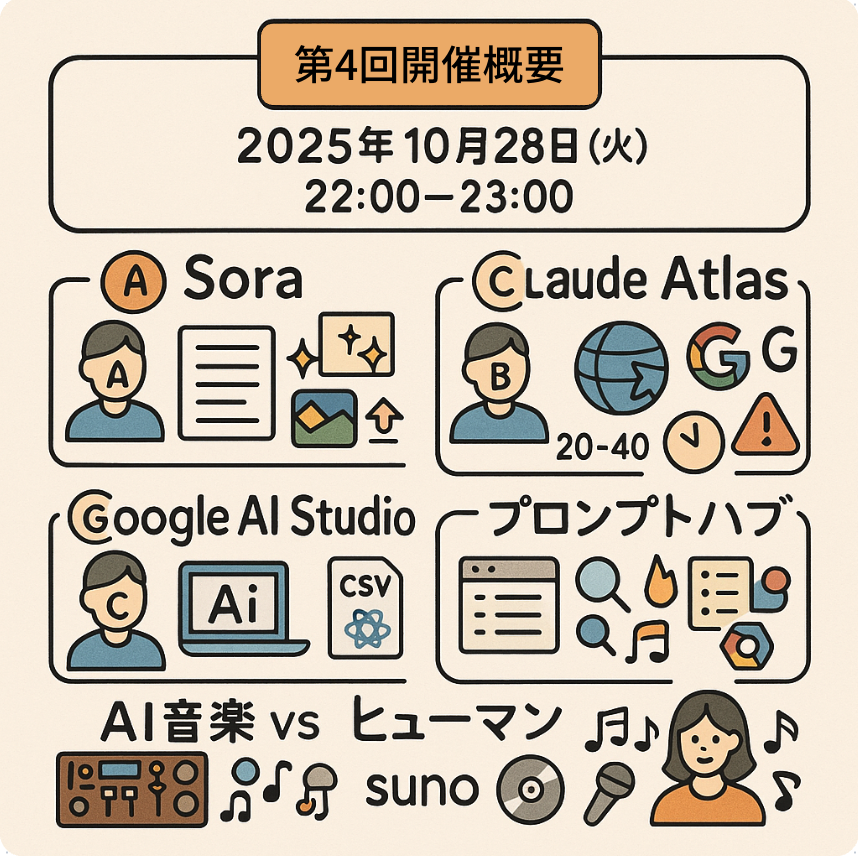 第4回開催概要
2025年10月28日(火)
22:00−23:00
A Sora
A
CLaude Atlas
B
G G
20-40
Google AI Studio
C
Ai
CSV
プロンプトハブ
AI音楽 vs ヒューマン
suno